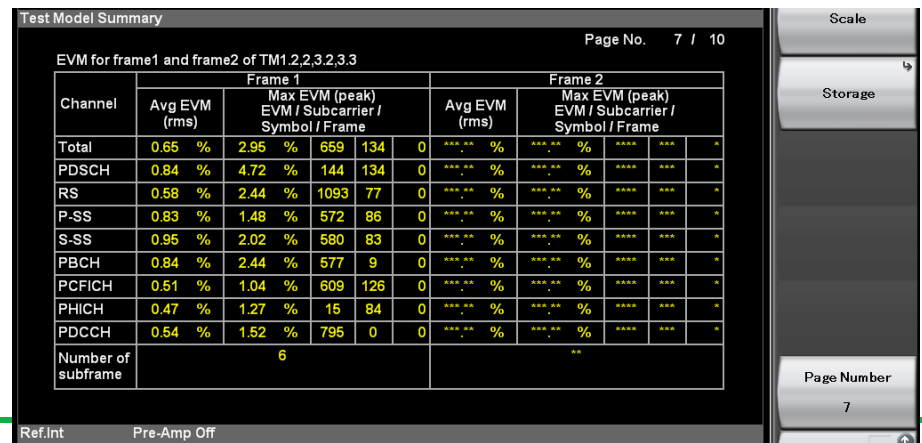 Test Model Summary
Page No. 7 / 10
EVM for frame1 and frame2 of TM1.2,2,3.2,3.3
Frame 1 Frame 2
Channel Avg EVM (rms) Max EVM (peak) EVM / Subcarrier / Symbol / Frame Avg EVM (rms) Max EVM (peak) EVM / Subcarrier / Symbol / Frame
Total 0.65 % 2.95 % 659 134 0 ***.** % ***.** % **** *** *
PDSCH 0.84 % 4.72 % 144 134 0 ***.** % ***.** % **** *** *
RS 0.58 % 2.44 % 1093 77 0 ***.** % ***.** % **** *** *
P-SS 0.83 % 1.48 % 572 86 0 ***.** % ***.** % **** *** *
S-SS 0.95 % 2.02 % 580 83 0 ***.** % ***.** % **** *** *
PBCH 0.84 % 2.44 % 577 9 0 ***.** % ***.** % **** *** *
PCFICH 0.51 % 1.04 % 609 126 0 ***.** % ***.** % **** *** *
PHICH 0.47 % 1.27 % 15 84 0 ***.** % ***.** % **** *** *
PDCCH 0.54 % 1.52 % 795 0 0 ***.** % ***.** % **** *** *
Number of subframe 6 **
Ref.Int Pre-Amp Off
Scale
Storage
Page Number
7